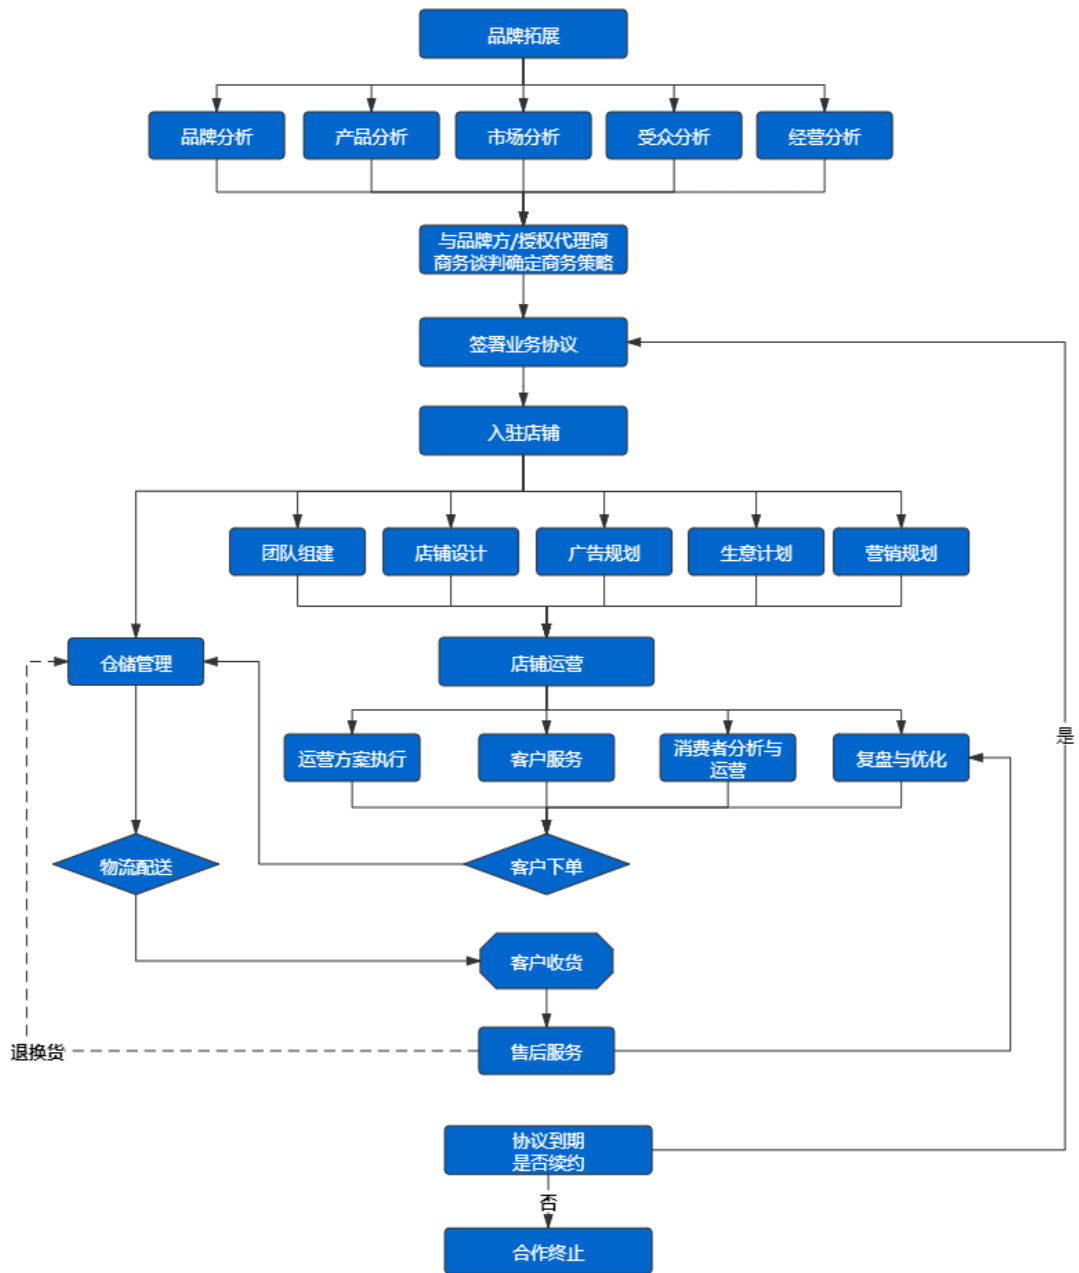 品牌拓展
品牌分析
产品分析
市场分析
受众分析
经营分析
与品牌方/授权代理商
商务谈判确定商务策略
签署业务协议
入驻店铺
团队组建
店铺设计
广告规划
生意计划
营销规划
仓储管理
店铺运营
运营方案执行
客户服务
消费者分析与
运营
复盘与优化
是
物流配送
客户下单
客户收货
退换货
售后服务
协议到期
是否续约
否
合作终止